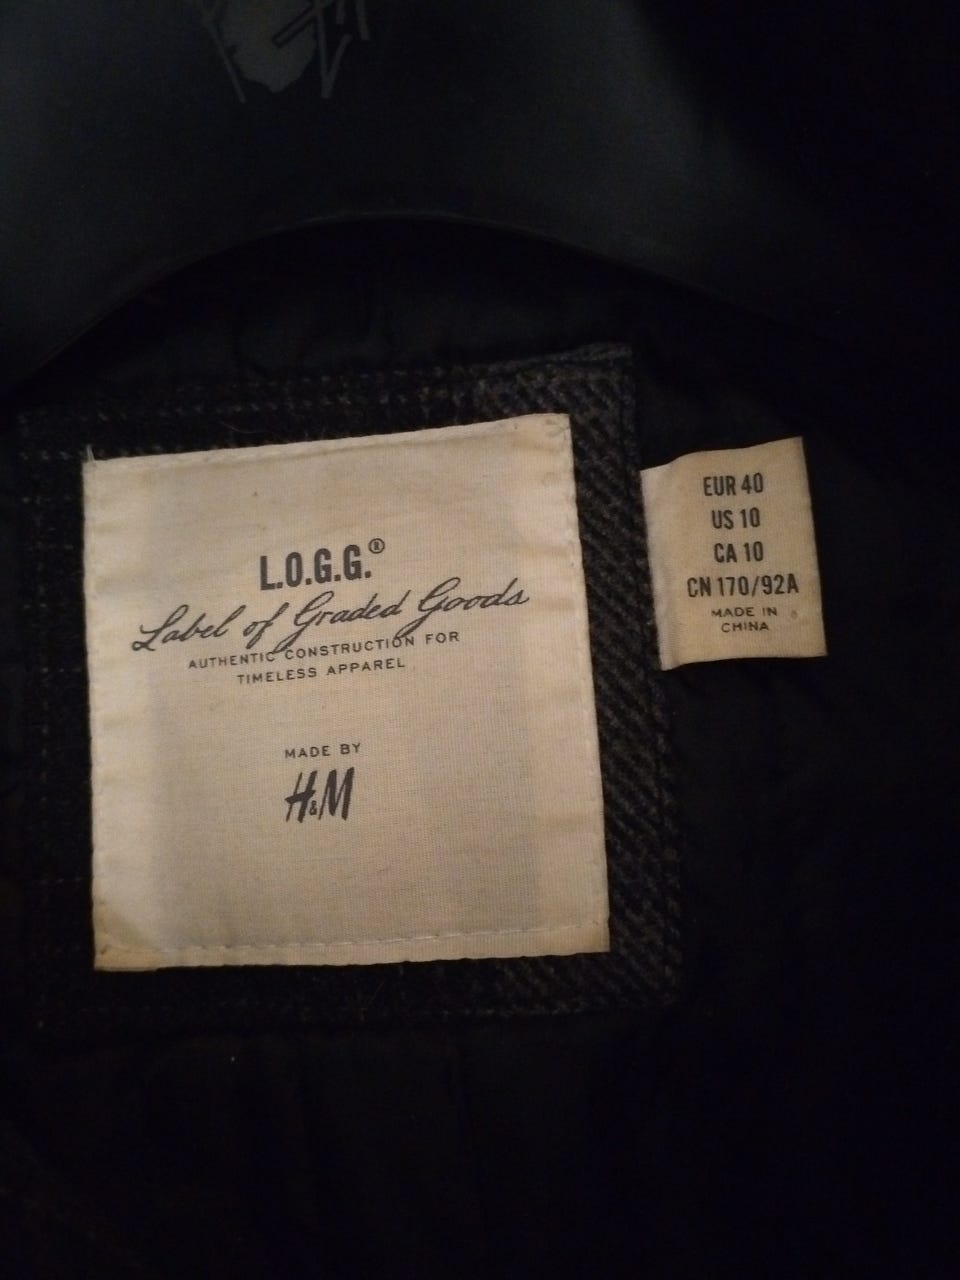 L.O.G.G.®
Label of Graded Goods
AUTHENTIC CONSTRUCTION FOR
TIMELESS APPAREL
MADE BY
H&M
EUR 40
US 10
CA 10
CN 170/92A
MADE IN
CHINA